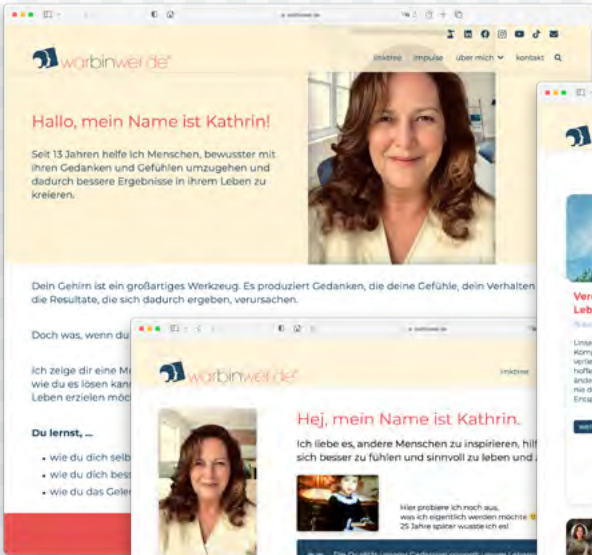 warbinwer.de
linktree impulse über mich kontakt
Hallo, mein Name ist Kathrin!
Seit 13 Jahren helfe ich Menschen, bewusster mit
ihren Gedanken und Gefühlen umzugehen und
dadurch bessere Ergebnisse in ihrem Leben zu
kreieren.
Dein Gehirn ist ein großartiges Werkzeug. Es produziert Gedanken, die deine Gefühle, dein Verhalten
die Resultate, die sich dadurch ergeben, verursachen.
Doch was, wenn du
Ich zeige dir eine
wie du es lösen
Leben erzielen
Du lernst, ...
• wie du dich
• wie du dich
• wie du das
warbinwer.de
linktree
Hej, mein Name ist Kathrin.
Ich liebe es, andere Menschen zu inspirieren,
sich besser zu fühlen und sinnvoll zu leben und
Hier probiere ich noch aus,
was ich eigentlich werden möchte
25 Jahre später wusste ich es!